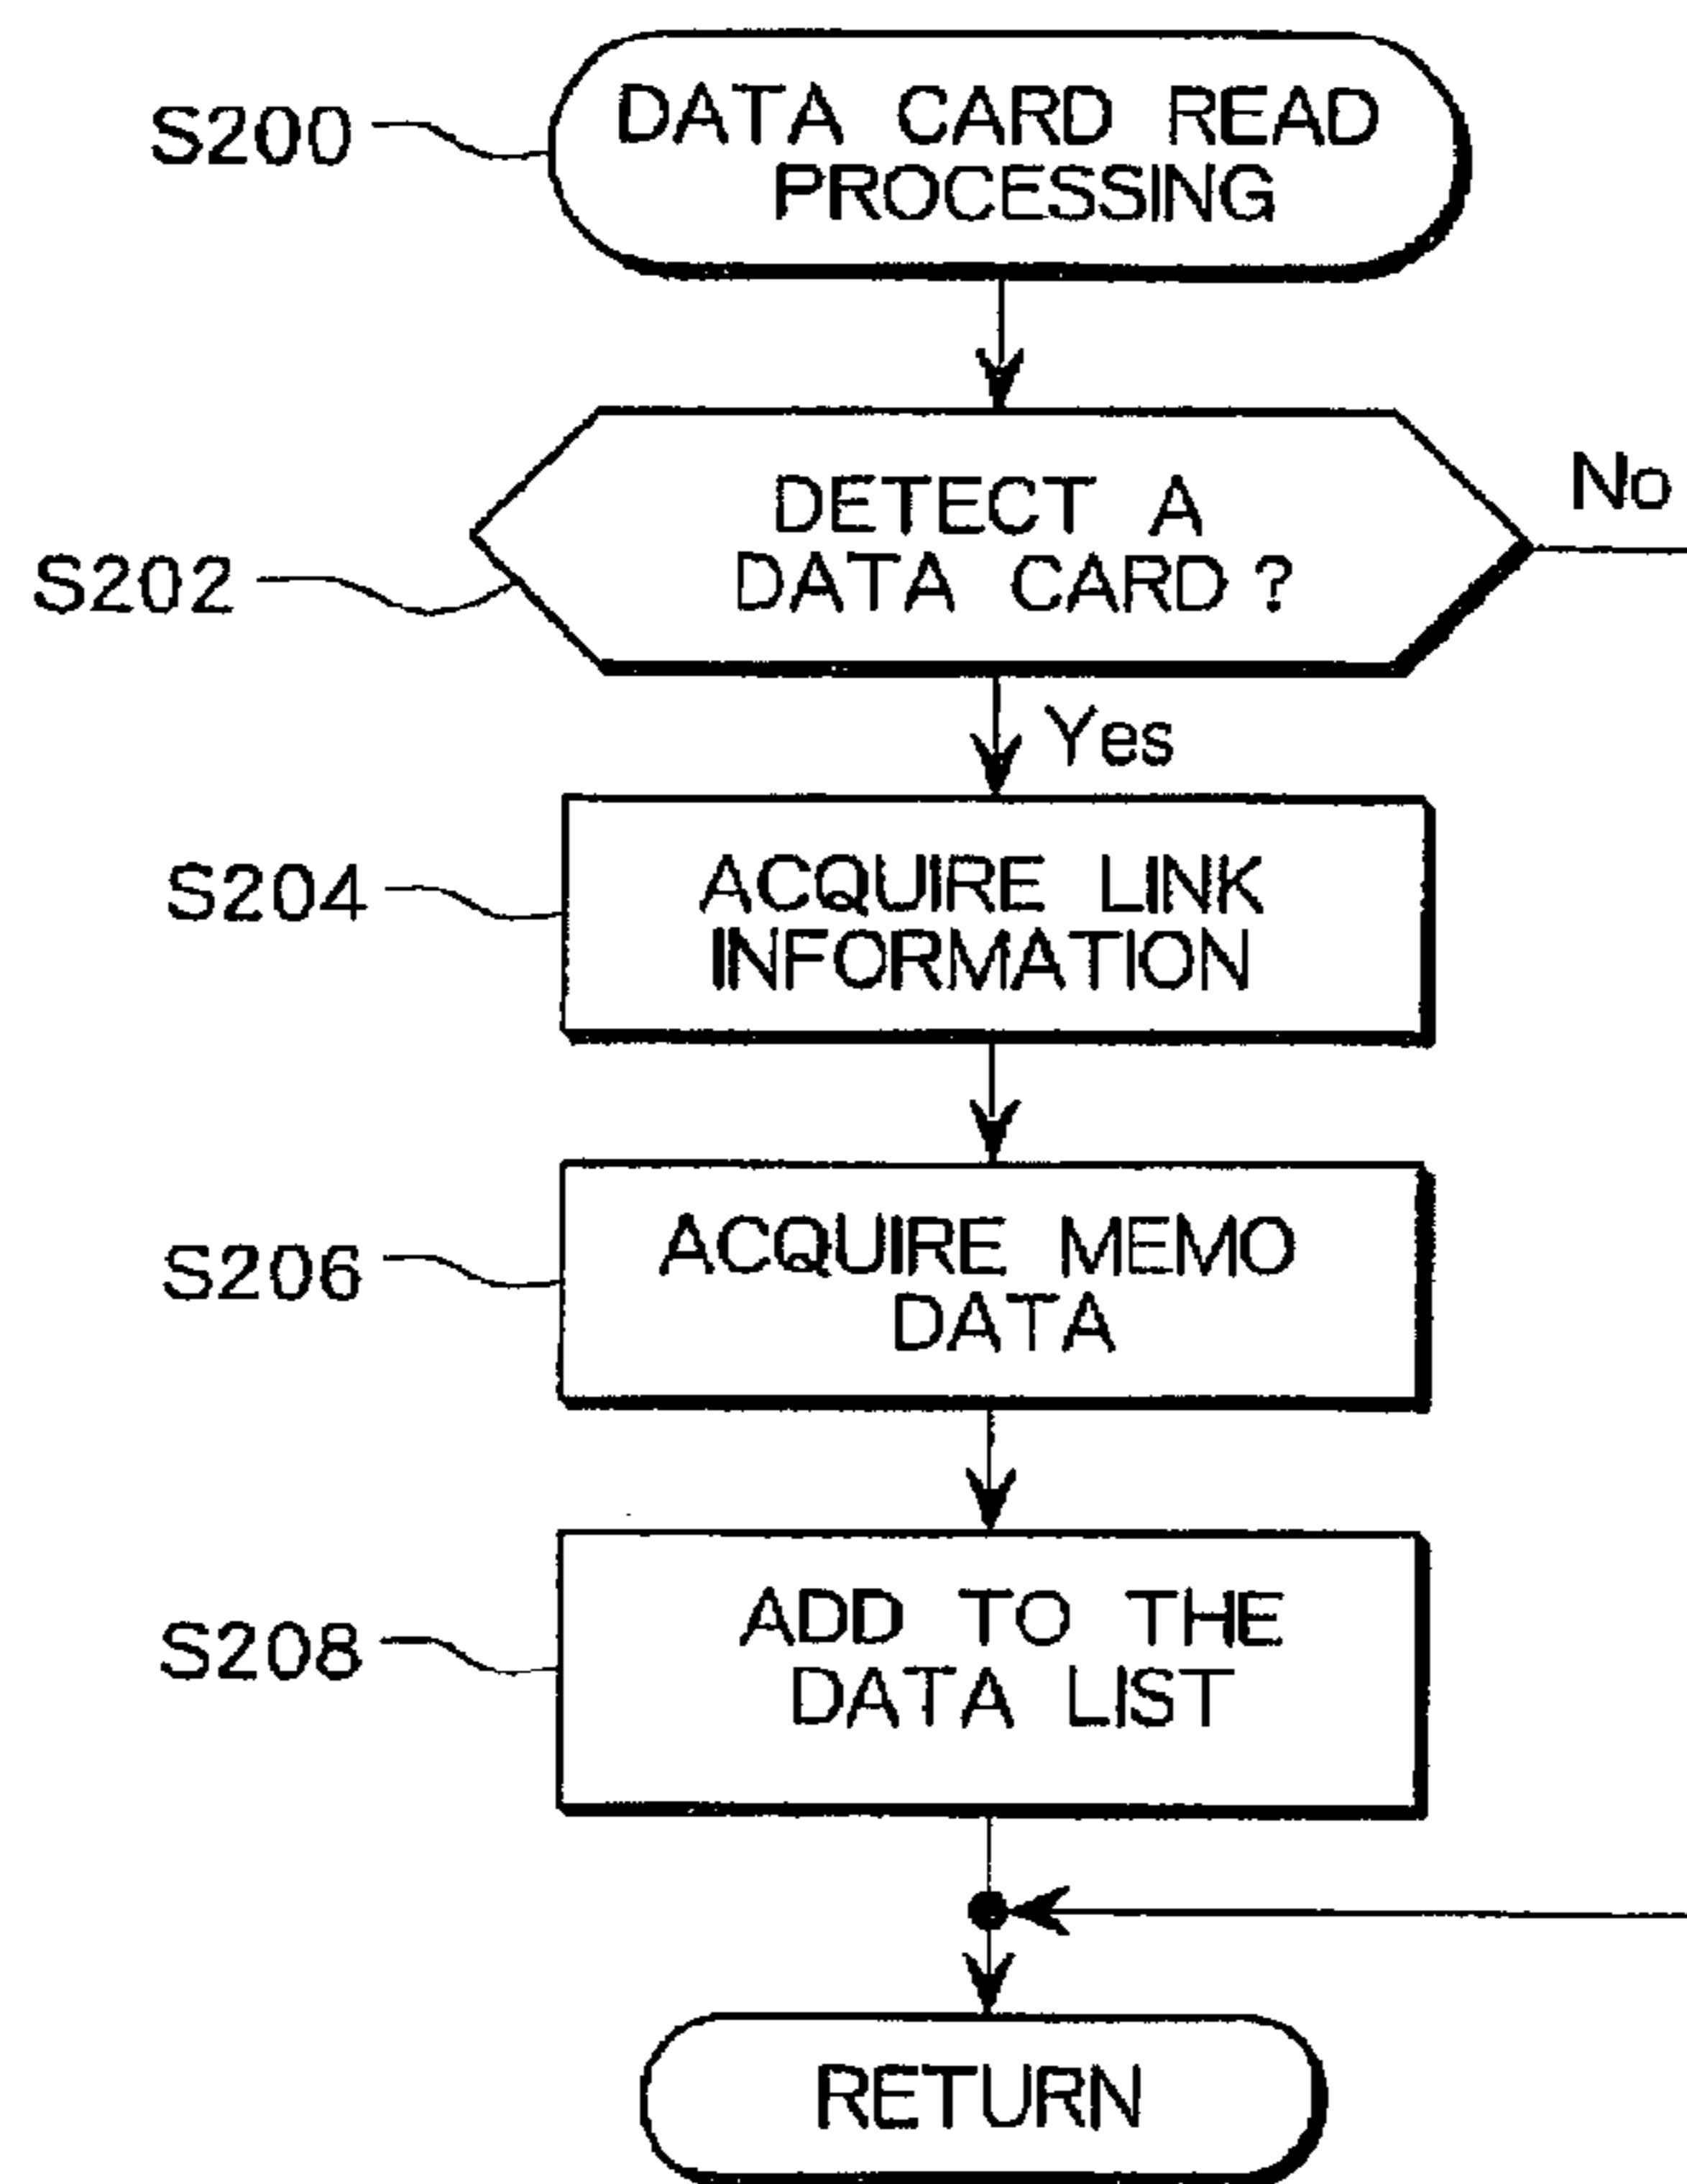 S200
DATA CARD READ
PROCESSING
DETECT A
DATA CARD?
No
S202
Yes
S204
ACQUIRE LINK
INFORMATION
S206
ACQUIRE MEMO
DATA
S208
ADD TO THE
DATA LIST
RETURN